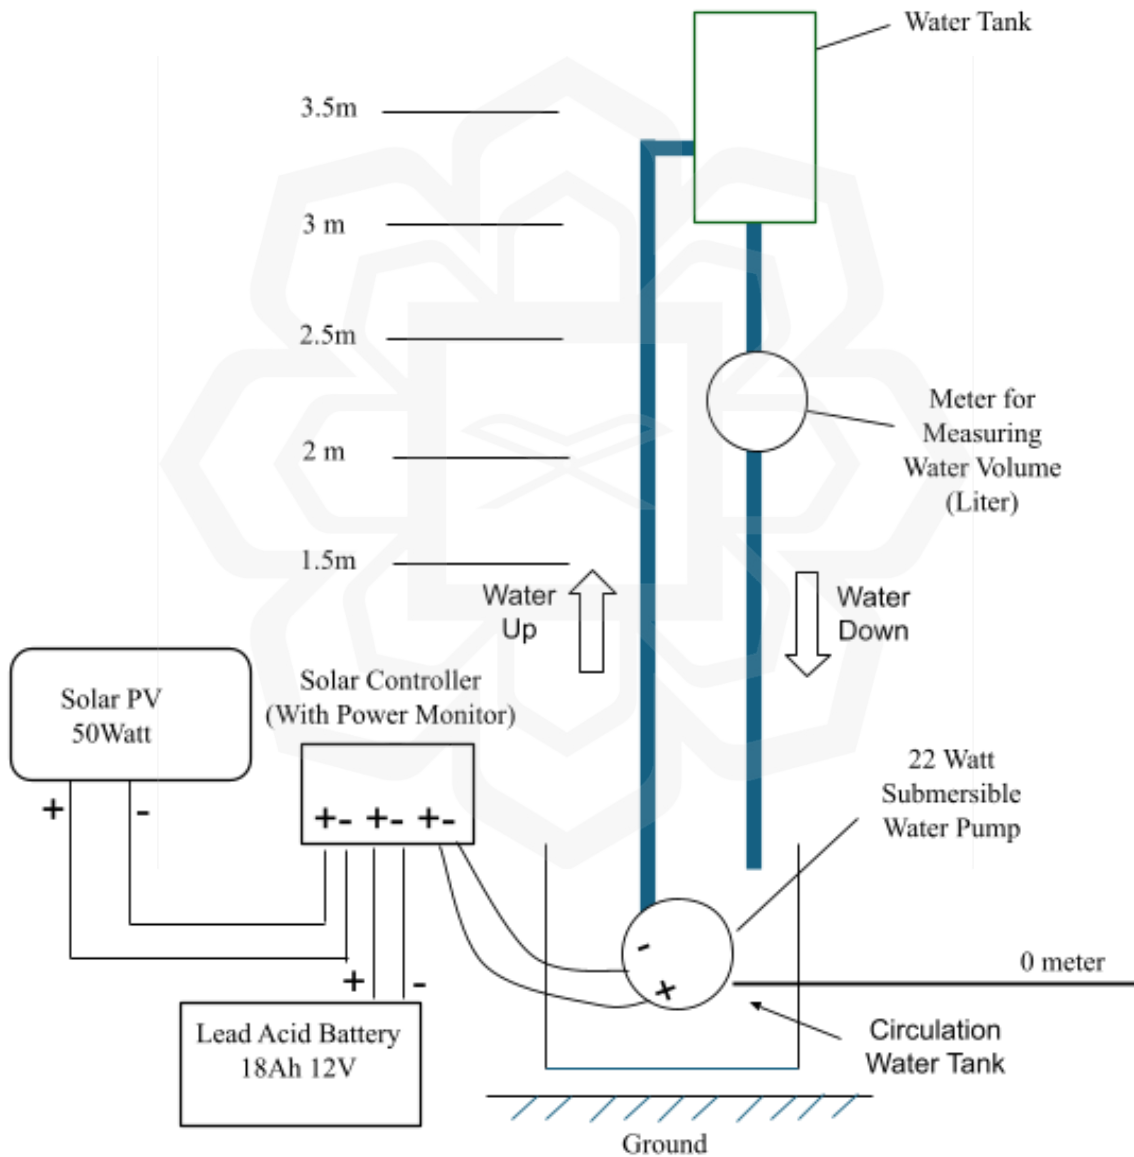 Water Tank
3.5m
3 m
2.5m
2 m
1.5m
Meter for
Measuring
Water Volume
(Liter)
Water
Up
Water
Down
Solar PV
50Watt
Solar Controller
(With Power Monitor)
+- +- +-
+ -
22 Watt
Submersible
Water Pump
-
+
0 meter
+ -
Lead Acid Battery
18Ah 12V
Circulation
Water Tank
Ground